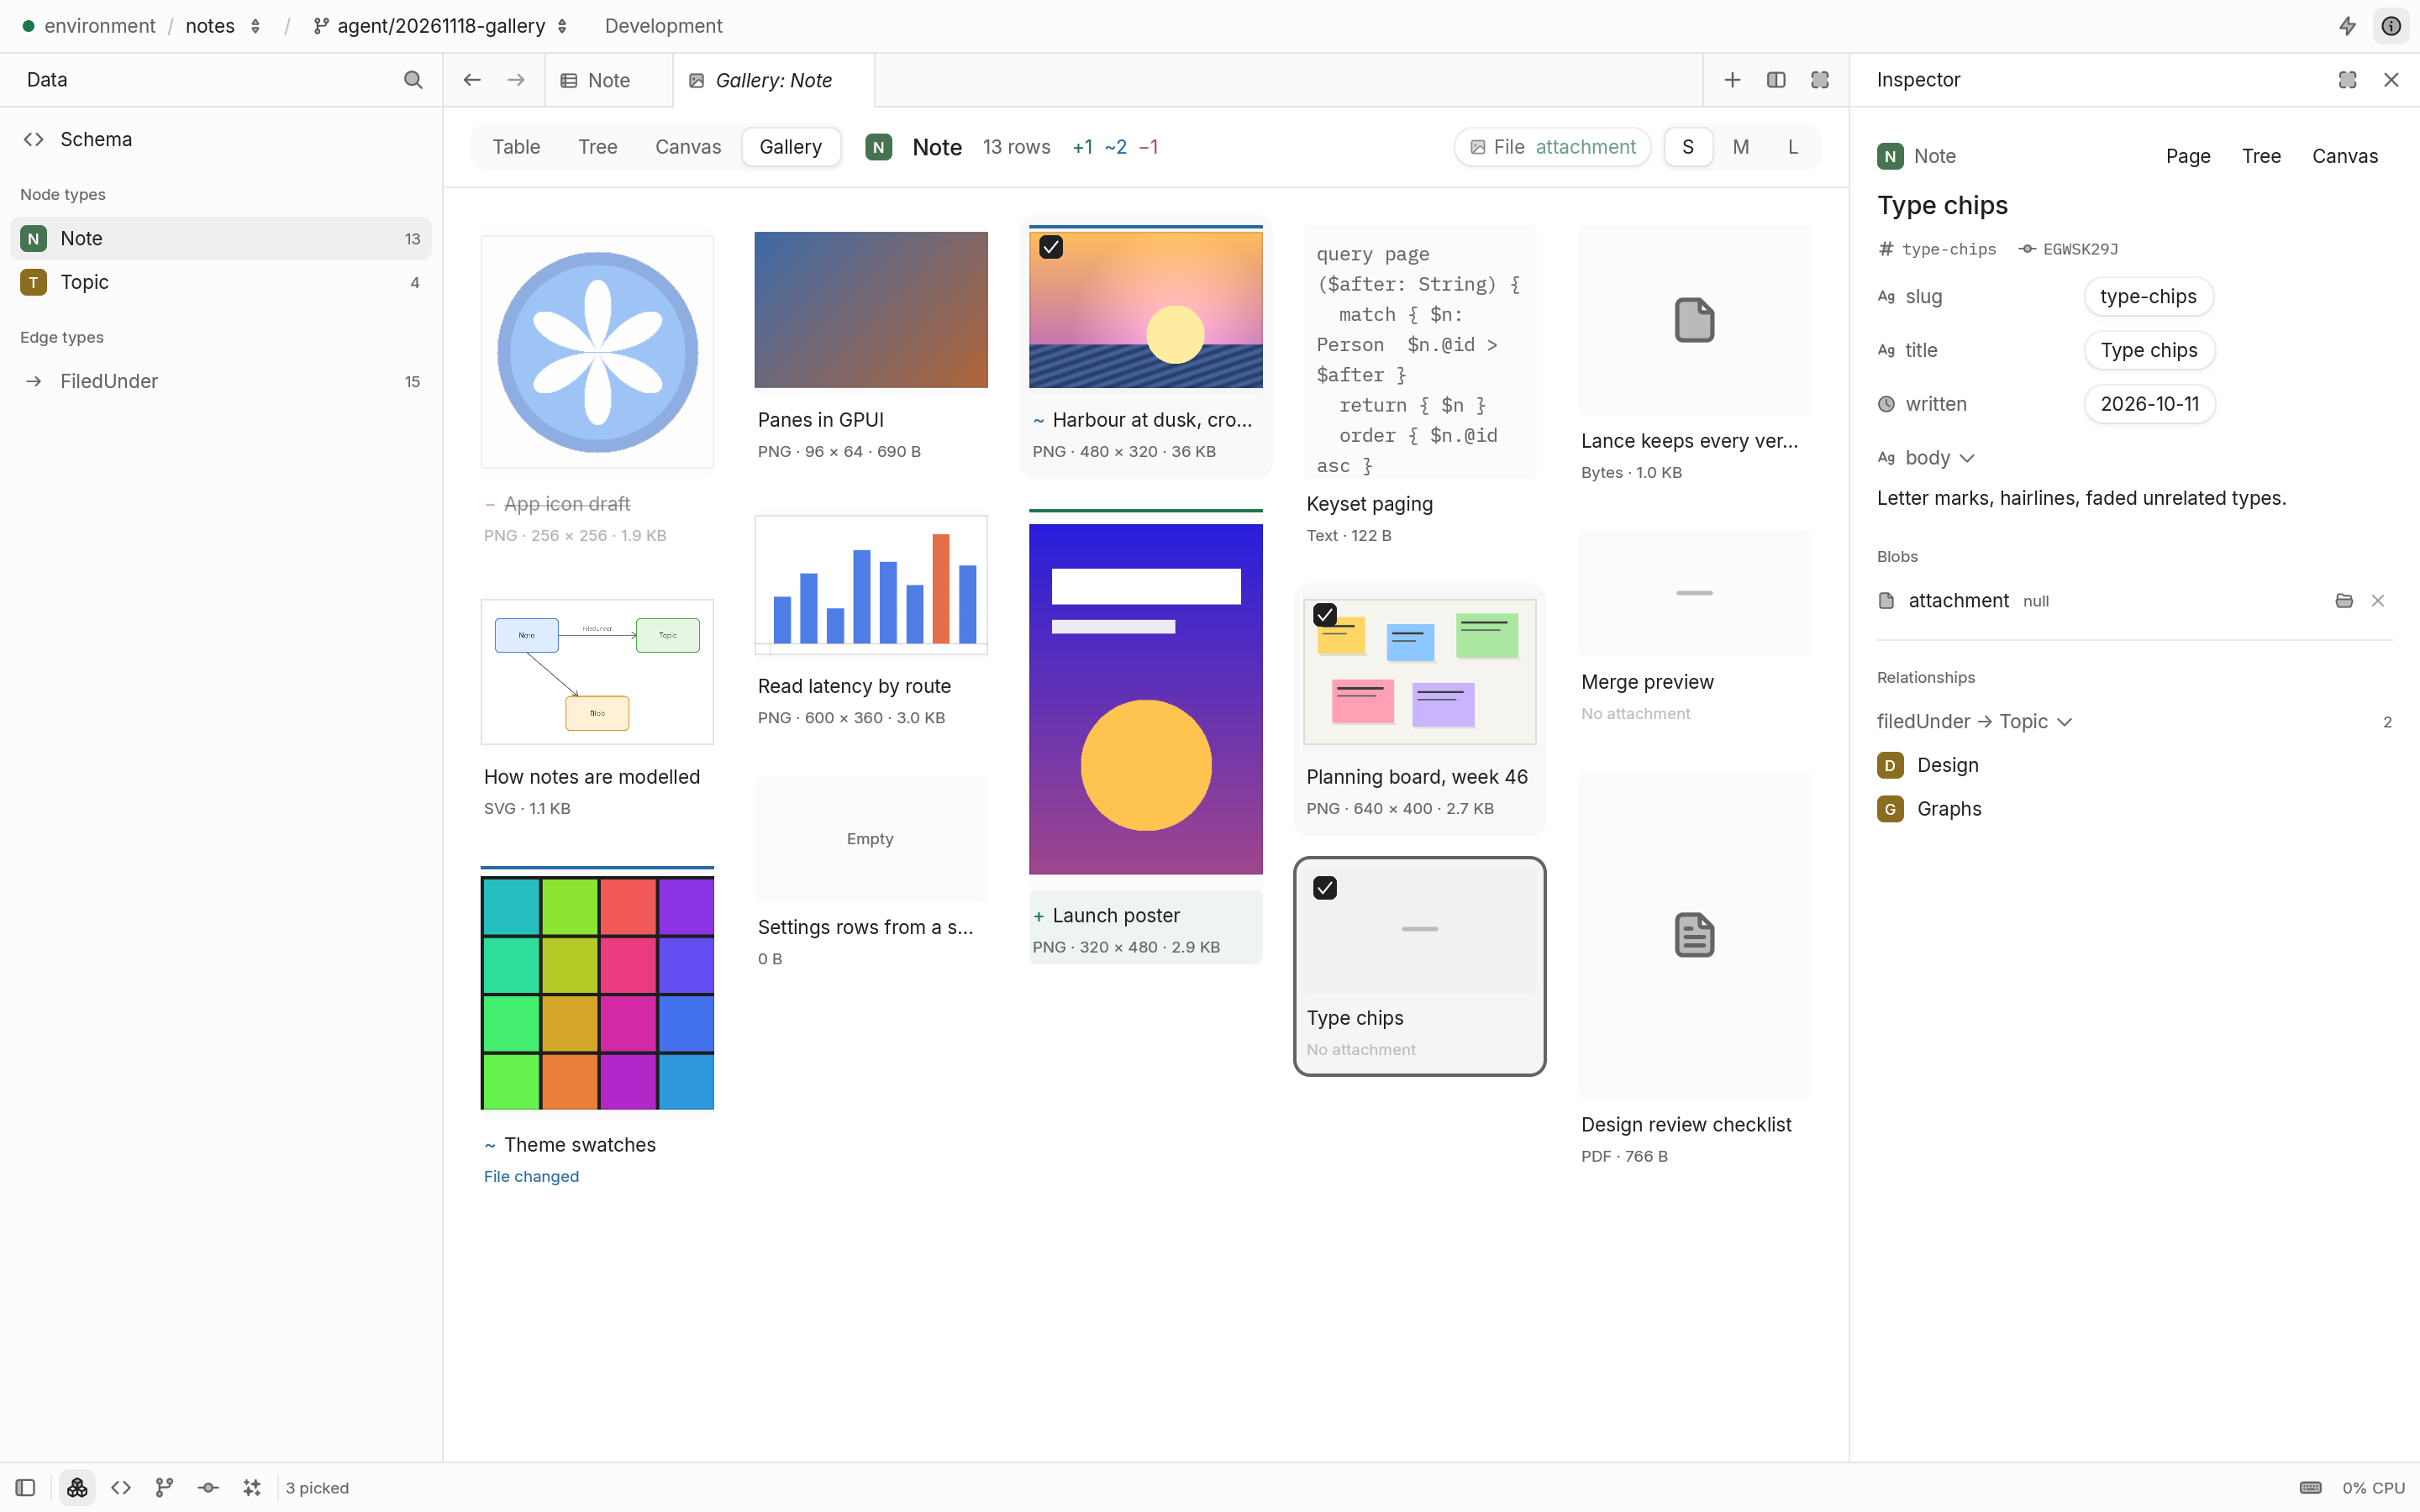 environment / notes / agent/20261118-gallery Development
Data
Schema
Node types
N Note 13
T Topic 4
Edge types
FiledUnder 15
Note
Gallery: Note
Table Tree Canvas Gallery
N Note 13 rows +1 ~2 −1
File attachment
S M L
− App icon draft
PNG · 256 × 256 · 1.9 KB
Note
FiledUnder
Topic
Blob
How notes are modelled
SVG · 1.1 KB
~ Theme swatches
File changed
Panes in GPUI
PNG · 96 × 64 · 690 B
Read latency by route
PNG · 600 × 360 · 3.0 KB
Empty
Settings rows from a s...
0 B
~ Harbour at dusk, cro...
PNG · 480 × 320 · 36 KB
+ Launch poster
PNG · 320 × 480 · 2.9 KB
query page
($after: String) {
match { $n:
Person $n.@id >
$after }
return { $n }
order { $n.@id
asc }
Keyset paging
Text · 122 B
Planning board, week 46
PNG · 640 × 400 · 2.7 KB
Type chips
No attachment
Lance keeps every ver...
Bytes · 1.0 KB
Merge preview
No attachment
Design review checklist
PDF · 766 B
Inspector
N Note
Page Tree Canvas
Type chips
# type-chips EGWSK29J
Ag slug type-chips
Ag title Type chips
written 2026-10-11
Ag body
Letter marks, hairlines, faded unrelated types.
Blobs
attachment null
Relationships
filedUnder → Topic 2
D Design
G Graphs
3 picked
0% CPU